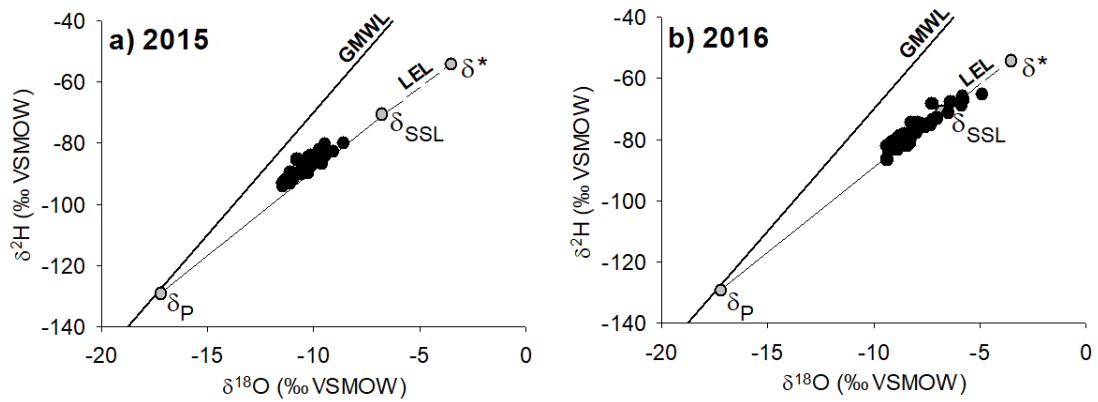 a) 2015
GMWL
LEL
δ*
δSSL
δP
-40
-60
-80
-100
-120
-140
-20
-15
-10
-5
0
δ²H (‰ VSMOW)
δ¹⁸O (‰ VSMOW)
b) 2016
GMWL
LEL
δ*
δSSL
δP
-40
-60
-80
-100
-120
-140
-20
-15
-10
-5
0
δ²H (‰ VSMOW)
δ¹⁸O (‰ VSMOW)